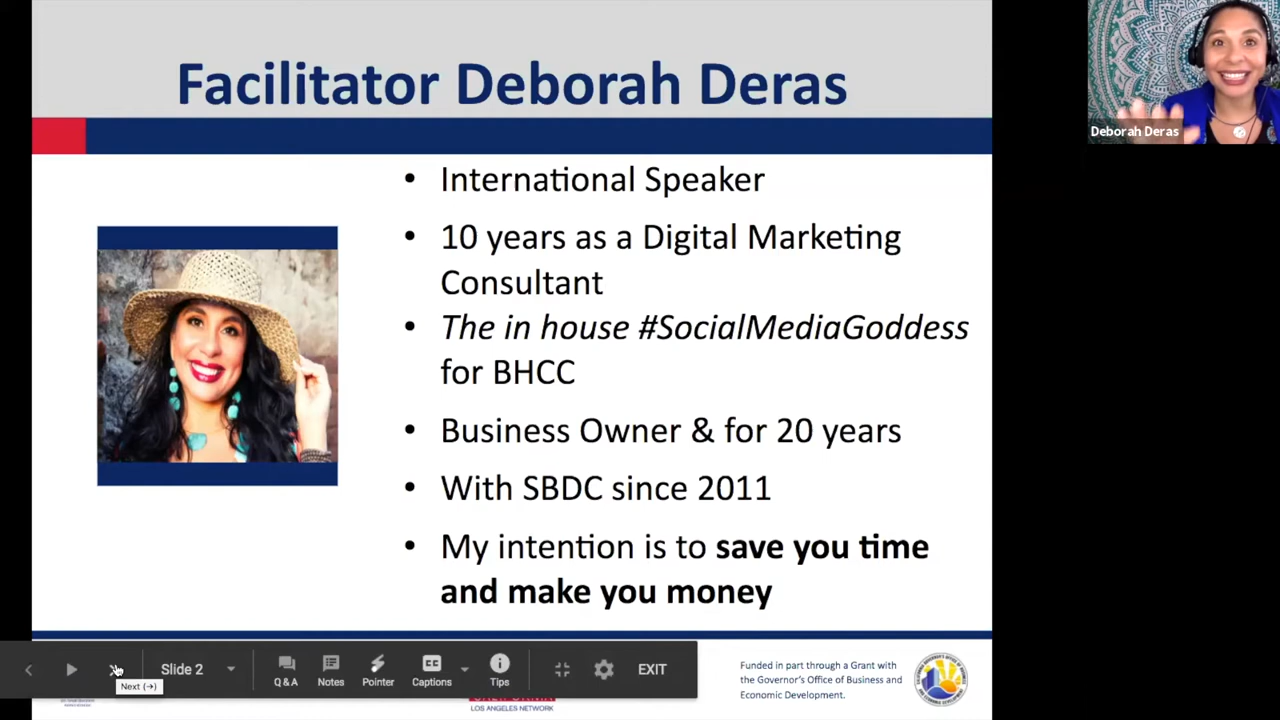 Facilitator Deborah Deras
Deborah Deras
• International Speaker
• 10 years as a Digital Marketing
Consultant
• The in house #SocialMediaGoddess
for BHCC
• Business Owner & for 20 years
• With SBDC since 2011
• My intention is to save you time
and make you money
Slide 2
Q & A
Notes
Pointer
Captions
Tips
EXIT
Next (→)
LOS ANGELES NETWORK
Funded in part through a Grant with
the Governor's Office of Business and
Economic Development.